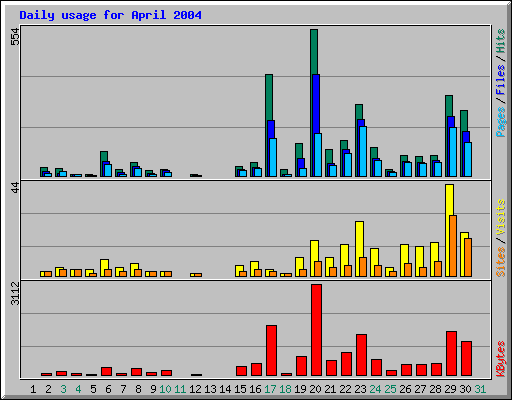 Daily usage for April 2004
554
Pages / Files / Hits
44
Sites / Visits
3112
KBytes
1 2 3 4 5 6 7 8 9 10 11 12 13 14 15 16 17 18 19 20 21 22 23 24 25 26 27 28 29 30 31